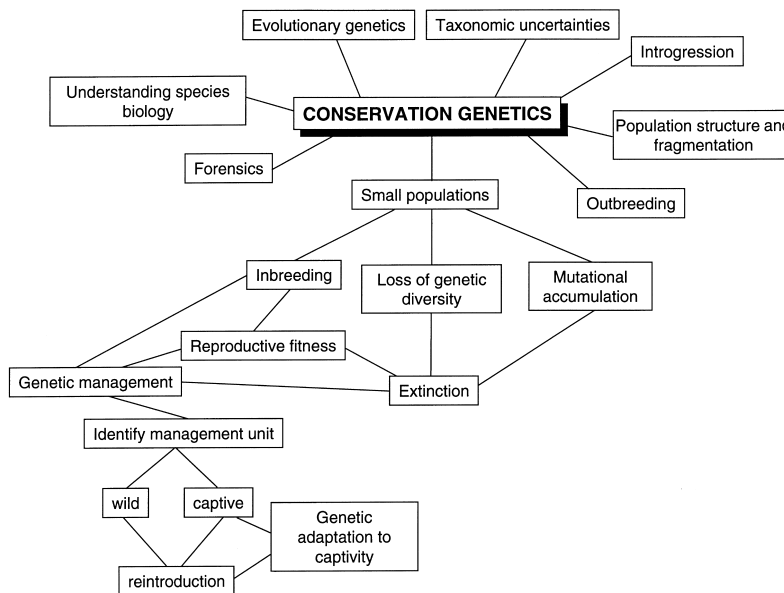 Evolutionary genetics
Taxonomic uncertainties
Introgression
Understanding species
biology
CONSERVATION GENETICS
Population structure and
fragmentation
Forensics
Small populations
Outbreeding
Inbreeding
Loss of genetic
diversity
Mutational
accumulation
Reproductive fitness
Genetic management
Extinction
Identify management unit
wild
captive
Genetic
adaptation to
captivity
reintroduction